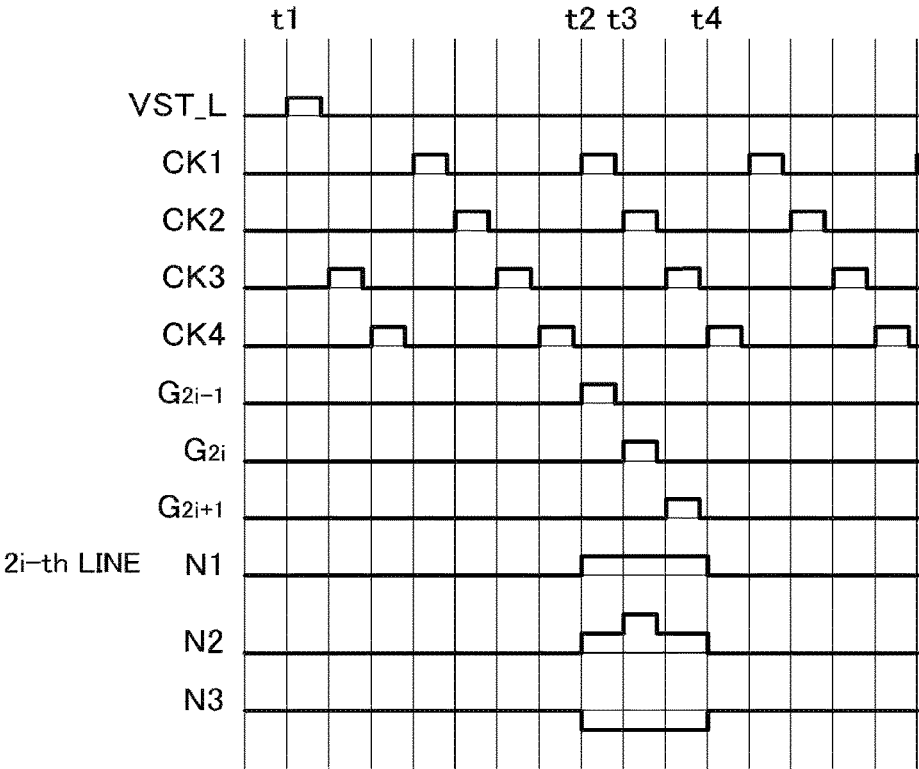 t1 t2 t3 t4
VST_L
CK1
CK2
CK3
CK4
G2i-1
G2i
G2i+1
2i-th LINE N1
N2
N3